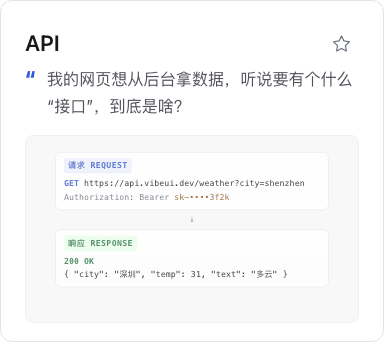 API
“ 我的网页想从后台拿数据，听说要有个什么
“接口”，到底是啥?
请求 REQUEST
GET https://api.vibeui.dev/weather?city=shenzhen
Authorization: Bearer sk-••••3f2k
↓
响应 RESPONSE
200 OK
{ "city": "深圳", "temp": 31, "text": "多云" }